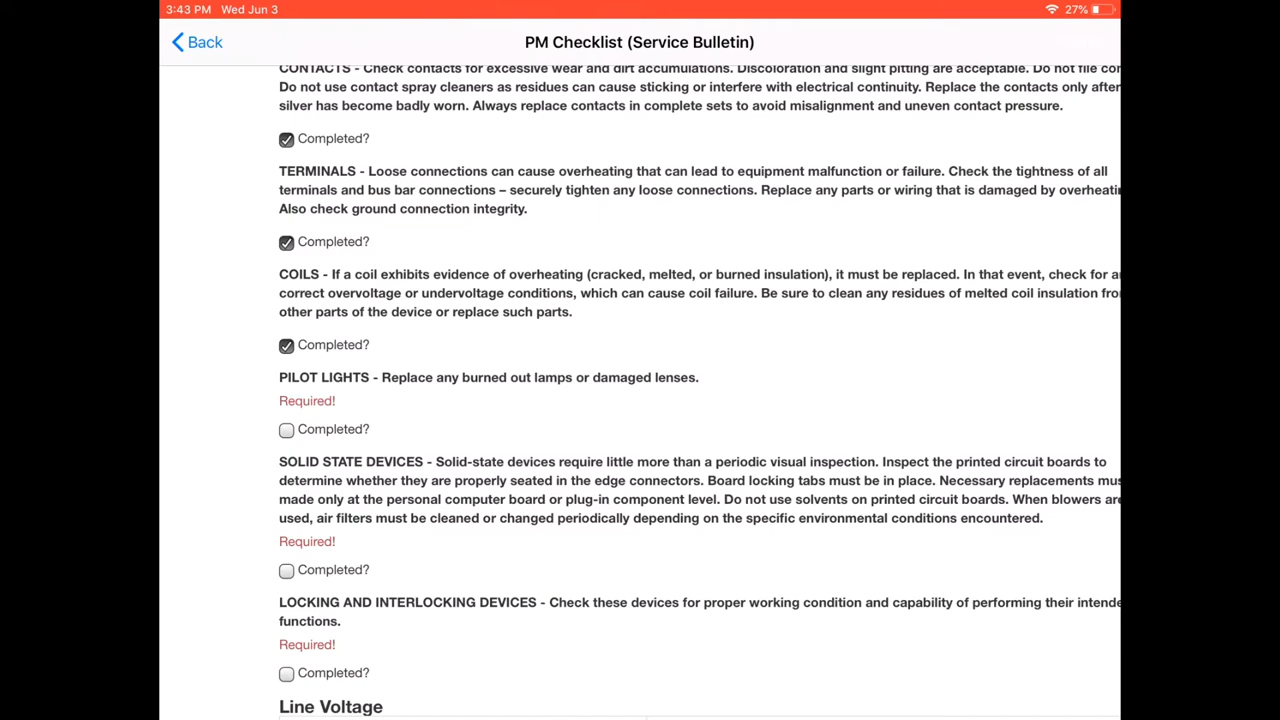 3:43 PM Wed Jun 3 27%
Back PM Checklist (Service Bulletin)
CONTACTS - Check contacts for excessive wear and dirt accumulations. Discoloration and slight pitting are acceptable. Do not file con
Do not use contact spray cleaners as residues can cause sticking or interfere with electrical continuity. Replace the contacts only after
silver has become badly worn. Always replace contacts in complete sets to avoid misalignment and uneven contact pressure.
Completed?
TERMINALS - Loose connections can cause overheating that can lead to equipment malfunction or failure. Check the tightness of all
terminals and bus bar connections – securely tighten any loose connections. Replace any parts or wiring that is damaged by overheatin
Also check ground connection integrity.
Completed?
COILS - If a coil exhibits evidence of overheating (cracked, melted, or burned insulation), it must be replaced. In that event, check for an
correct overvoltage or undervoltage conditions, which can cause coil failure. Be sure to clean any residues of melted coil insulation from
other parts of the device or replace such parts.
Completed?
PILOT LIGHTS - Replace any burned out lamps or damaged lenses.
Required!
Completed?
SOLID STATE DEVICES - Solid-state devices require little more than a periodic visual inspection. Inspect the printed circuit boards to
determine whether they are properly seated in the edge connectors. Board locking tabs must be in place. Necessary replacements mus
made only at the personal computer board or plug-in component level. Do not use solvents on printed circuit boards. When blowers are
used, air filters must be cleaned or changed periodically depending on the specific environmental conditions encountered.
Required!
Completed?
LOCKING AND INTERLOCKING DEVICES - Check these devices for proper working condition and capability of performing their intende
functions.
Required!
Completed?
Line Voltage